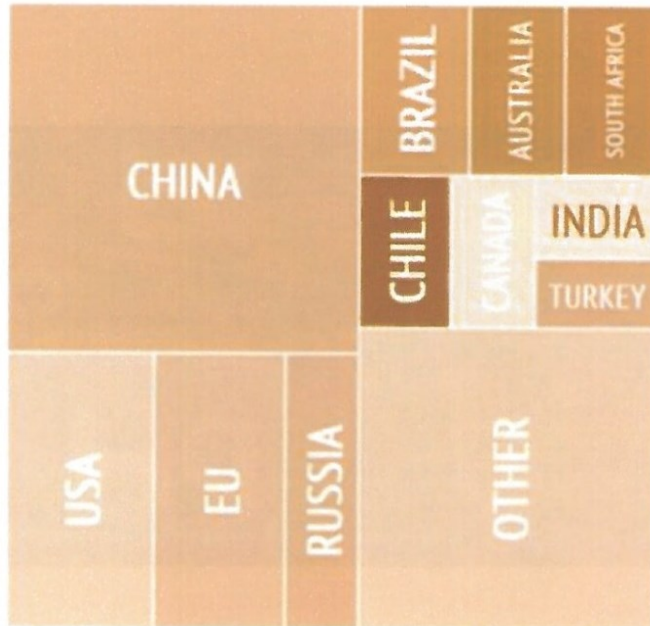 CHINA
BRAZIL
AUSTRALIA
SOUTH AFRICA
CHILE
CANADA
INDIA
TURKEY
USA
EU
RUSSIA
OTHER